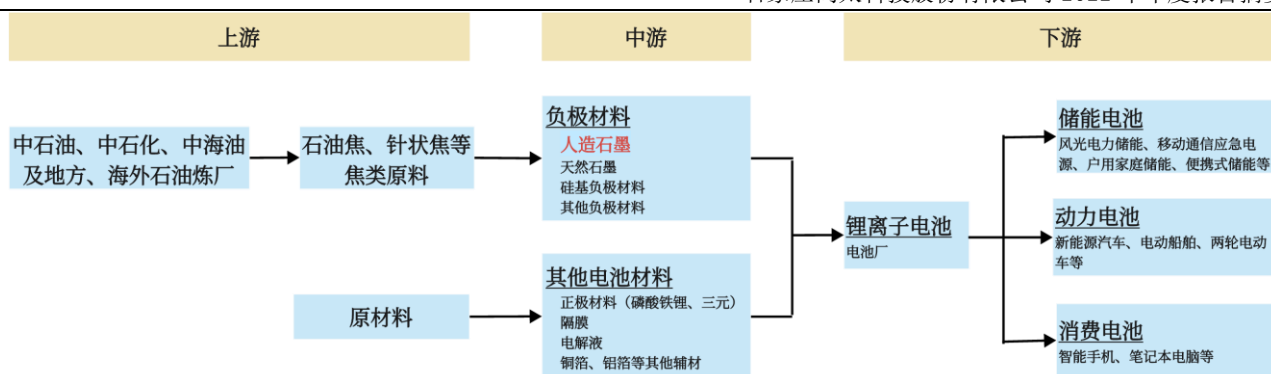 上游
中游
下游
中石油、中石化、中海油
及地方、海外石油炼厂
石油焦、针状焦等
焦类原料
负极材料
人造石墨
天然石墨
硅基负极材料
其他负极材料
原材料
其他电池材料
正极材料（磷酸铁锂、三元）
隔膜
电解液
铜箔、铝箔等其他辅材
锂离子电池
电池厂
储能电池
风光电力储能、移动通信应急电
源、户用家庭储能、便携式储能等
动力电池
新能源汽车、电动船舶、两轮电动
车等
消费电池
智能手机、笔记本电脑等